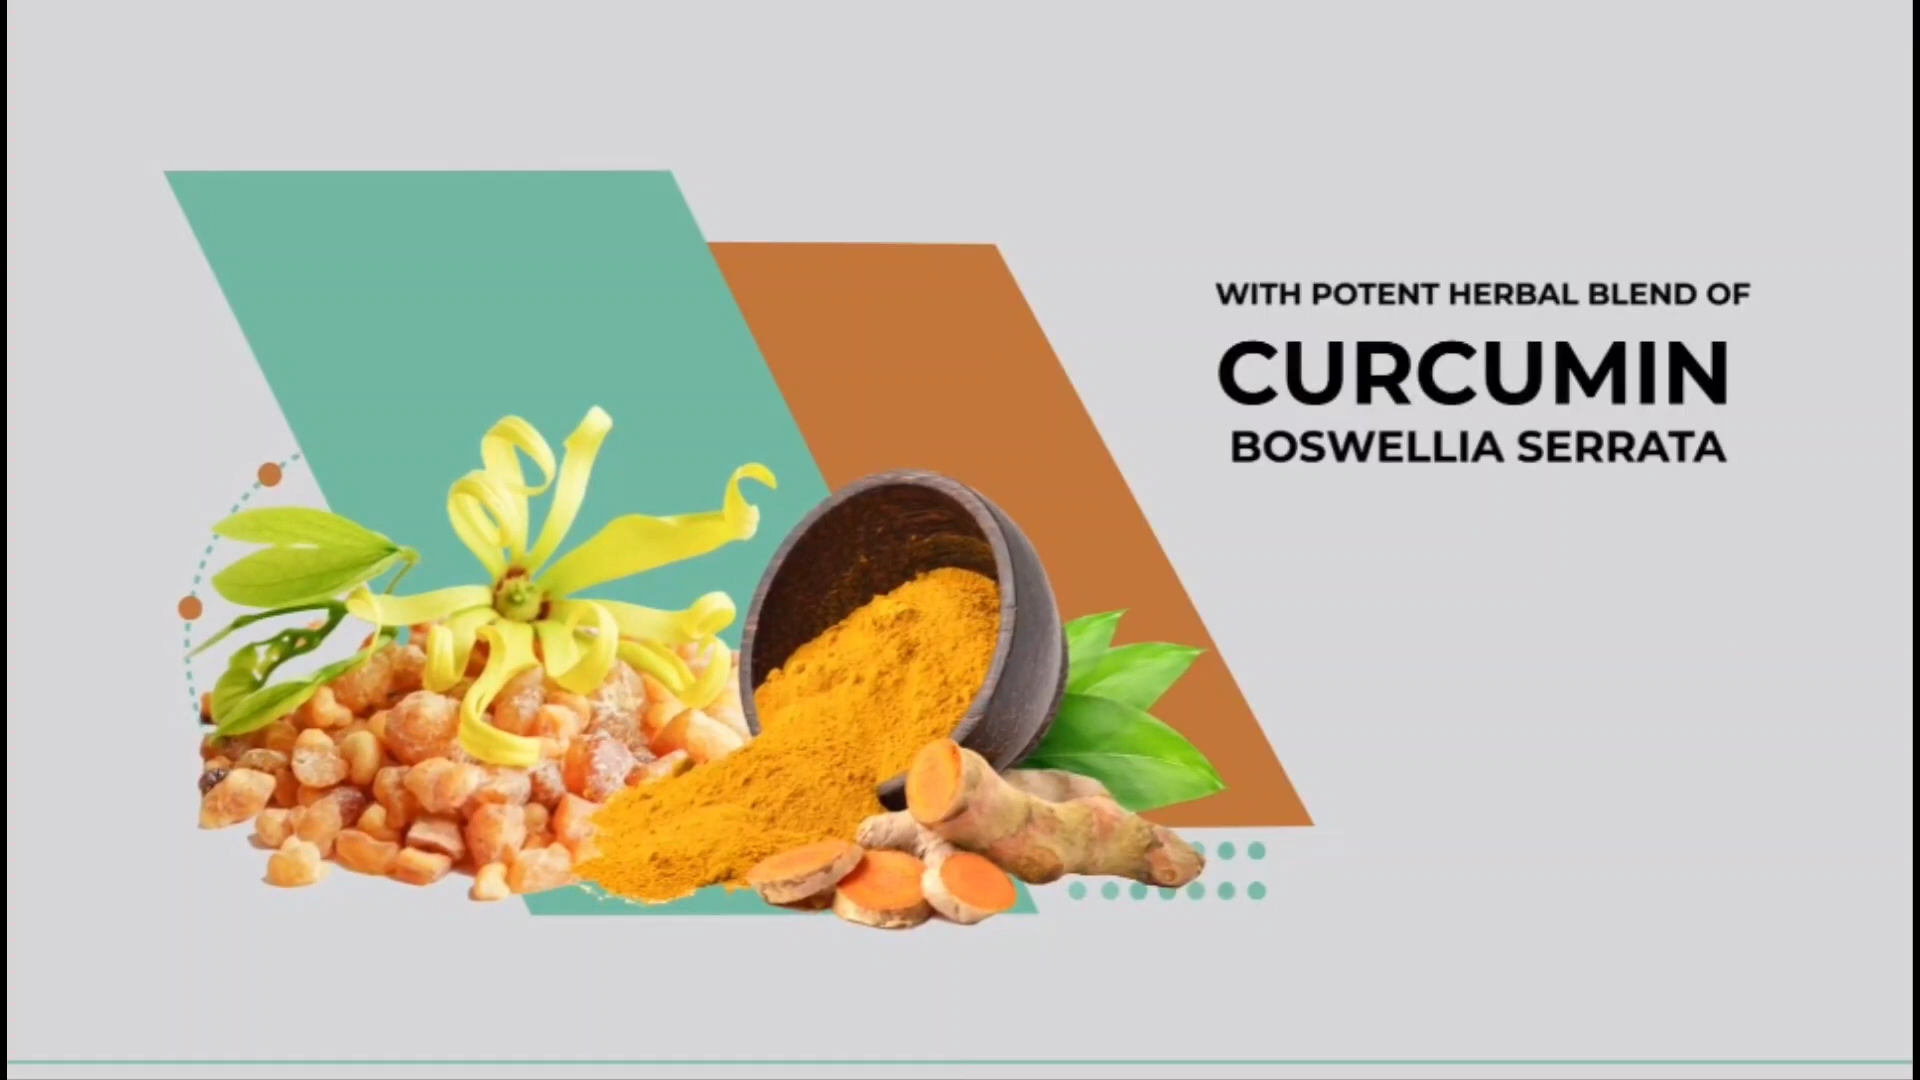 WITH POTENT HERBAL BLEND OF
CURCUMIN
BOSWELLIA SERRATA